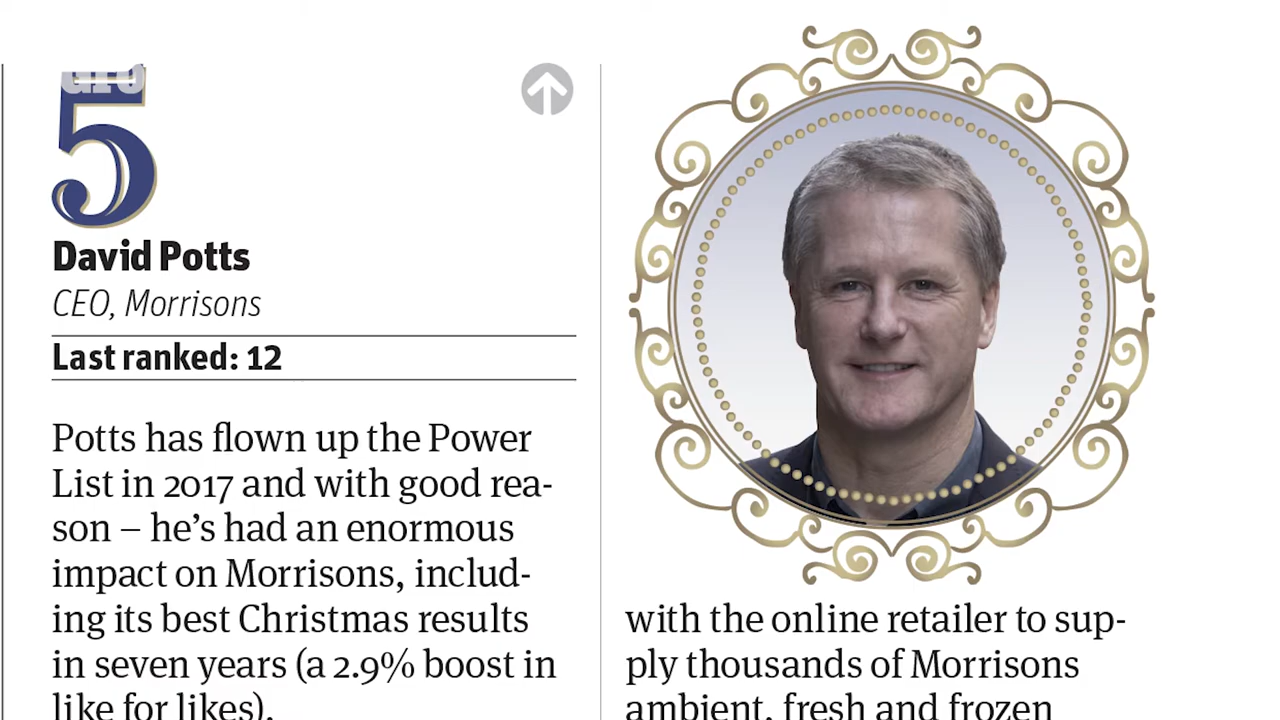 5
David Potts
CEO, Morrisons
Last ranked: 12
Potts has flown up the Power
List in 2017 and with good rea-
son – he's had an enormous
impact on Morrisons, includ-
ing its best Christmas results
in seven years (a 2.9% boost in
like for likes).
with the online retailer to sup-
ply thousands of Morrisons
ambient, fresh and frozen